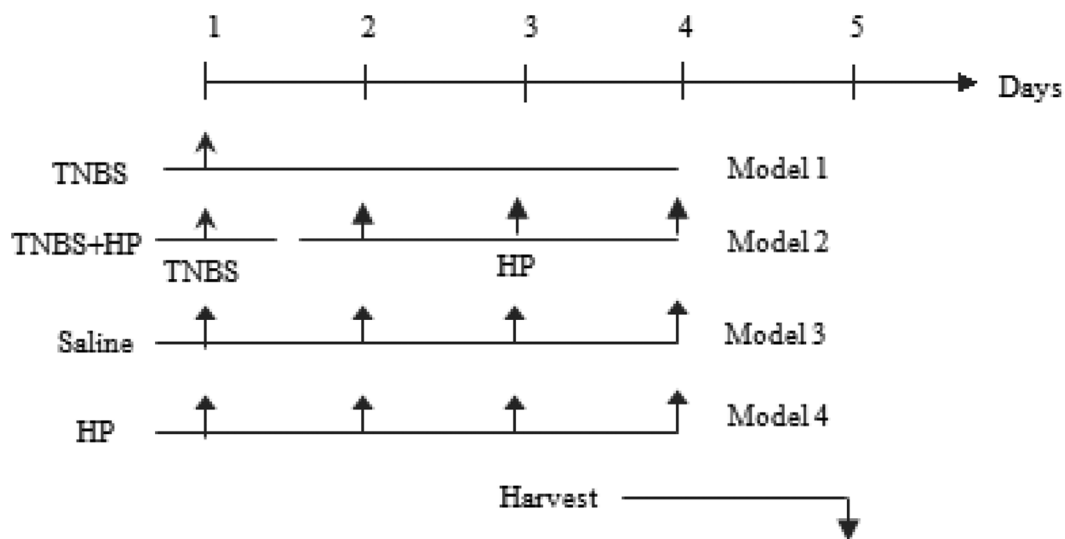 1 2 3 4 5
Days
TNBS Model 1
TNBS+HP Model 2
TNBS HP
Saline Model 3
HP Model 4
Harvest